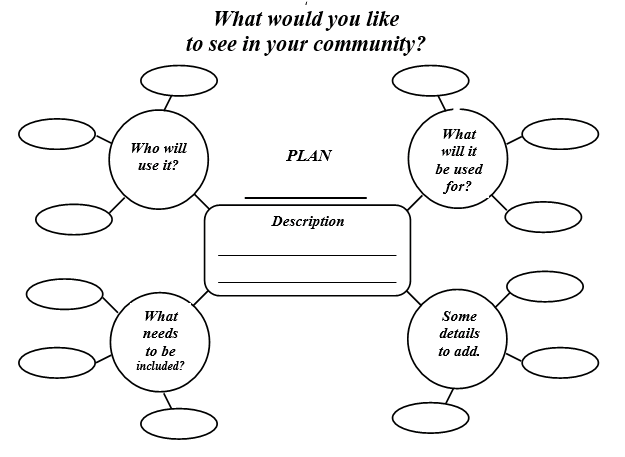 What would you like
to see in your community?
Who will
use it?
PLAN
What
will it
be used
for?
Description
What
needs
to be
included?
Some
details
to add.